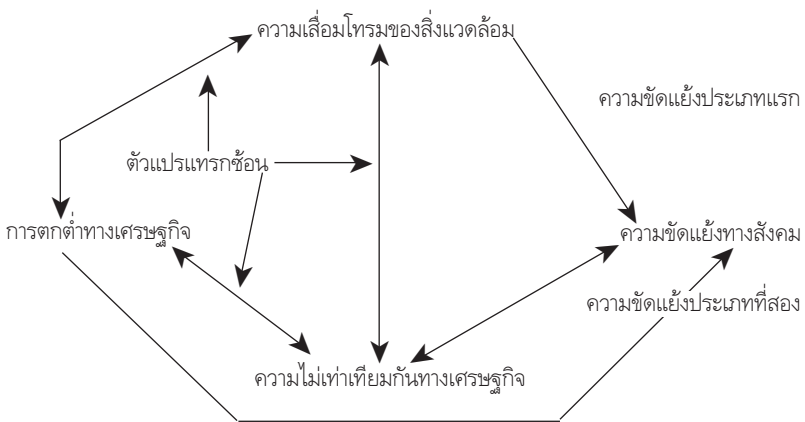 ความเสื่อมโทรมของสิ่งแวดล้อม
ความขัดแย้งประเภทแรก
ตัวแปรแทรกซ้อน
การตกต่ำทางเศรษฐกิจ
ความขัดแย้งทางสังคม
ความขัดแย้งประเภทที่สอง
ความไม่เท่าเทียมกันทางเศรษฐกิจ